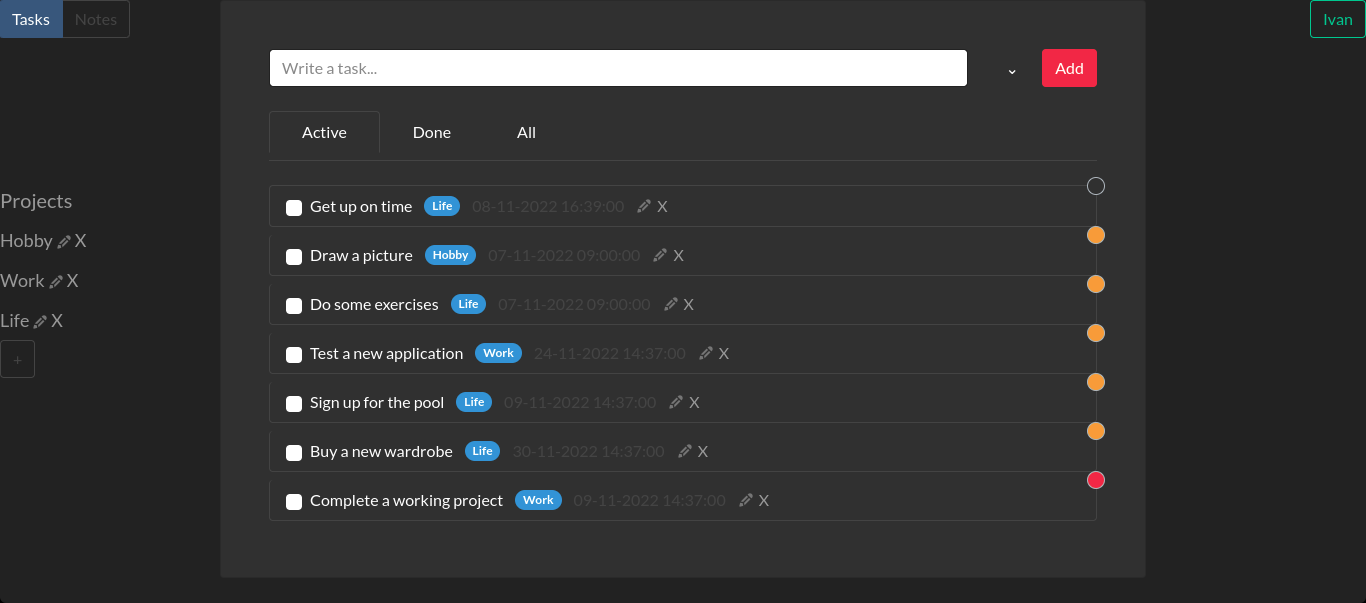 Tasks Notes Ivan
Write a task... Add
Active Done All
Projects
Hobby X
Work X
Life X
+
Get up on time Life 08-11-2022 16:39:00 X
Draw a picture Hobby 07-11-2022 09:00:00 X
Do some exercises Life 07-11-2022 09:00:00 X
Test a new application Work 24-11-2022 14:37:00 X
Sign up for the pool Life 09-11-2022 14:37:00 X
Buy a new wardrobe Life 30-11-2022 14:37:00 X
Complete a working project Work 09-11-2022 14:37:00 X